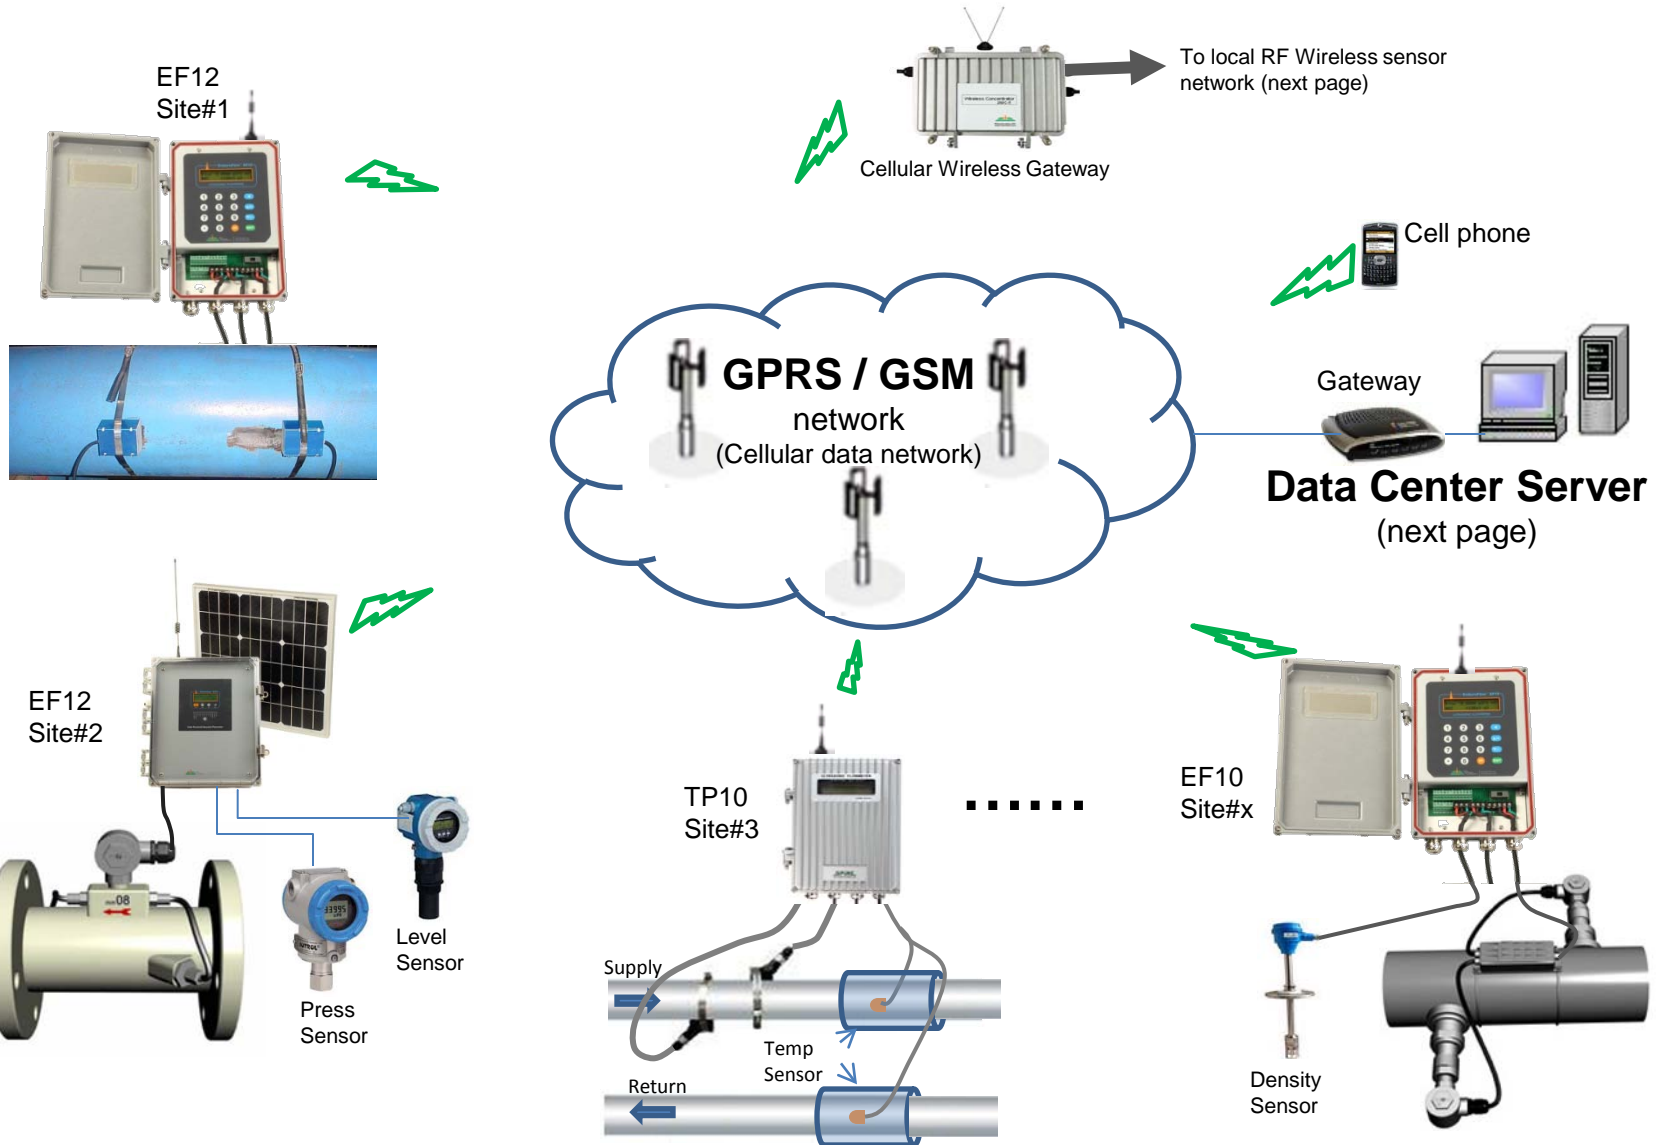 EF12
Site#1
To local RF Wireless sensor
network (next page)
Wireless Concentrator
Cellular Wireless Gateway
Cell phone
GPRS / GSM
network
(Cellular data network)
Gateway
Data Center Server
(next page)
EF12
Site#2
TP10
Site#3
......
EF10
Site#x
Level
Sensor
Press
Sensor
Supply
Temp
Sensor
Return
Density
Sensor